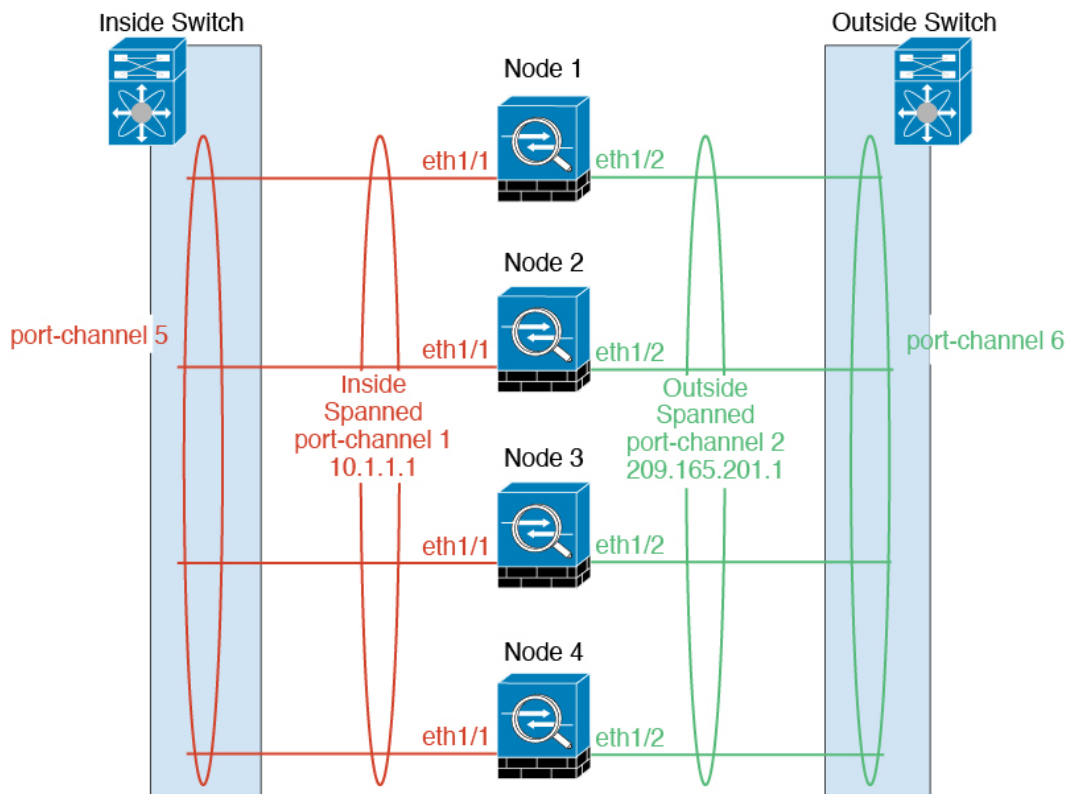 Inside Switch
Outside Switch
Node 1
eth1/1
eth1/2
Node 2
port-channel 5
port-channel 6
eth1/1
eth1/2
Inside
Spanned
port-channel 1
10.1.1.1
Outside
Spanned
port-channel 2
209.165.201.1
Node 3
eth1/1
eth1/2
Node 4
eth1/1
eth1/2